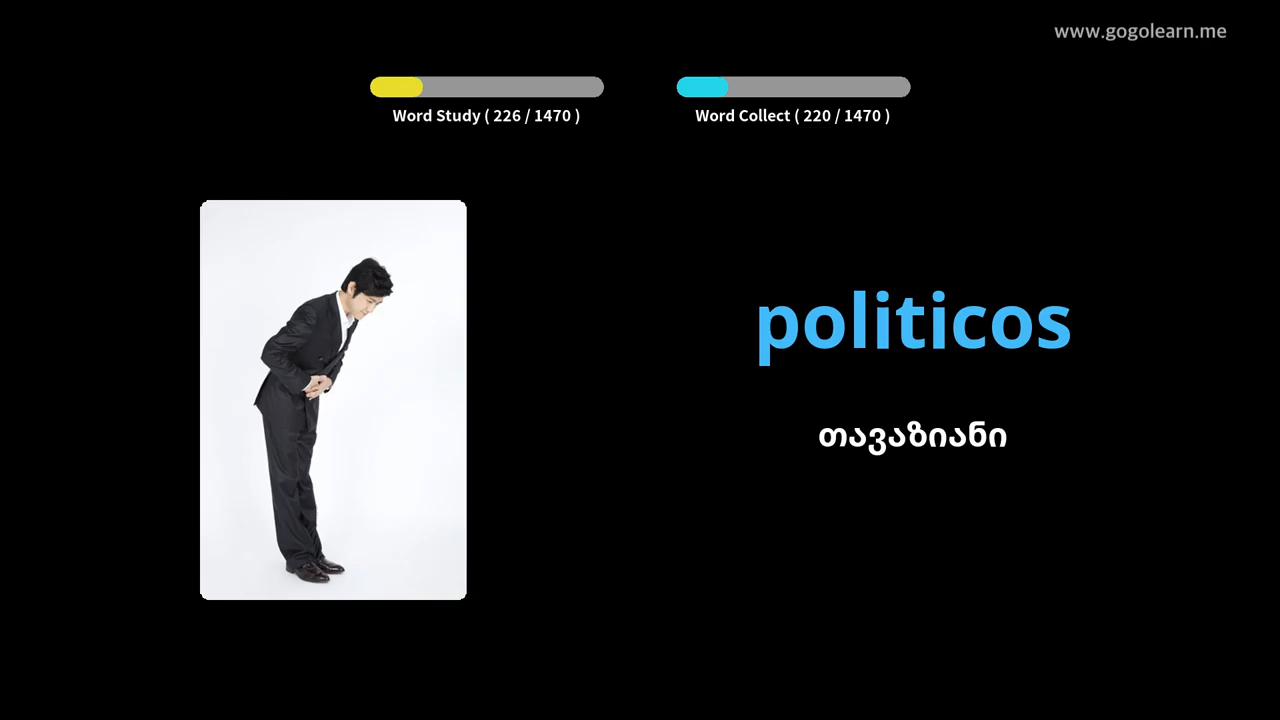 www.gogolearn.me
Word Study ( 226 / 1470 )
Word Collect ( 220 / 1470 )
politicos
თავაზიანი